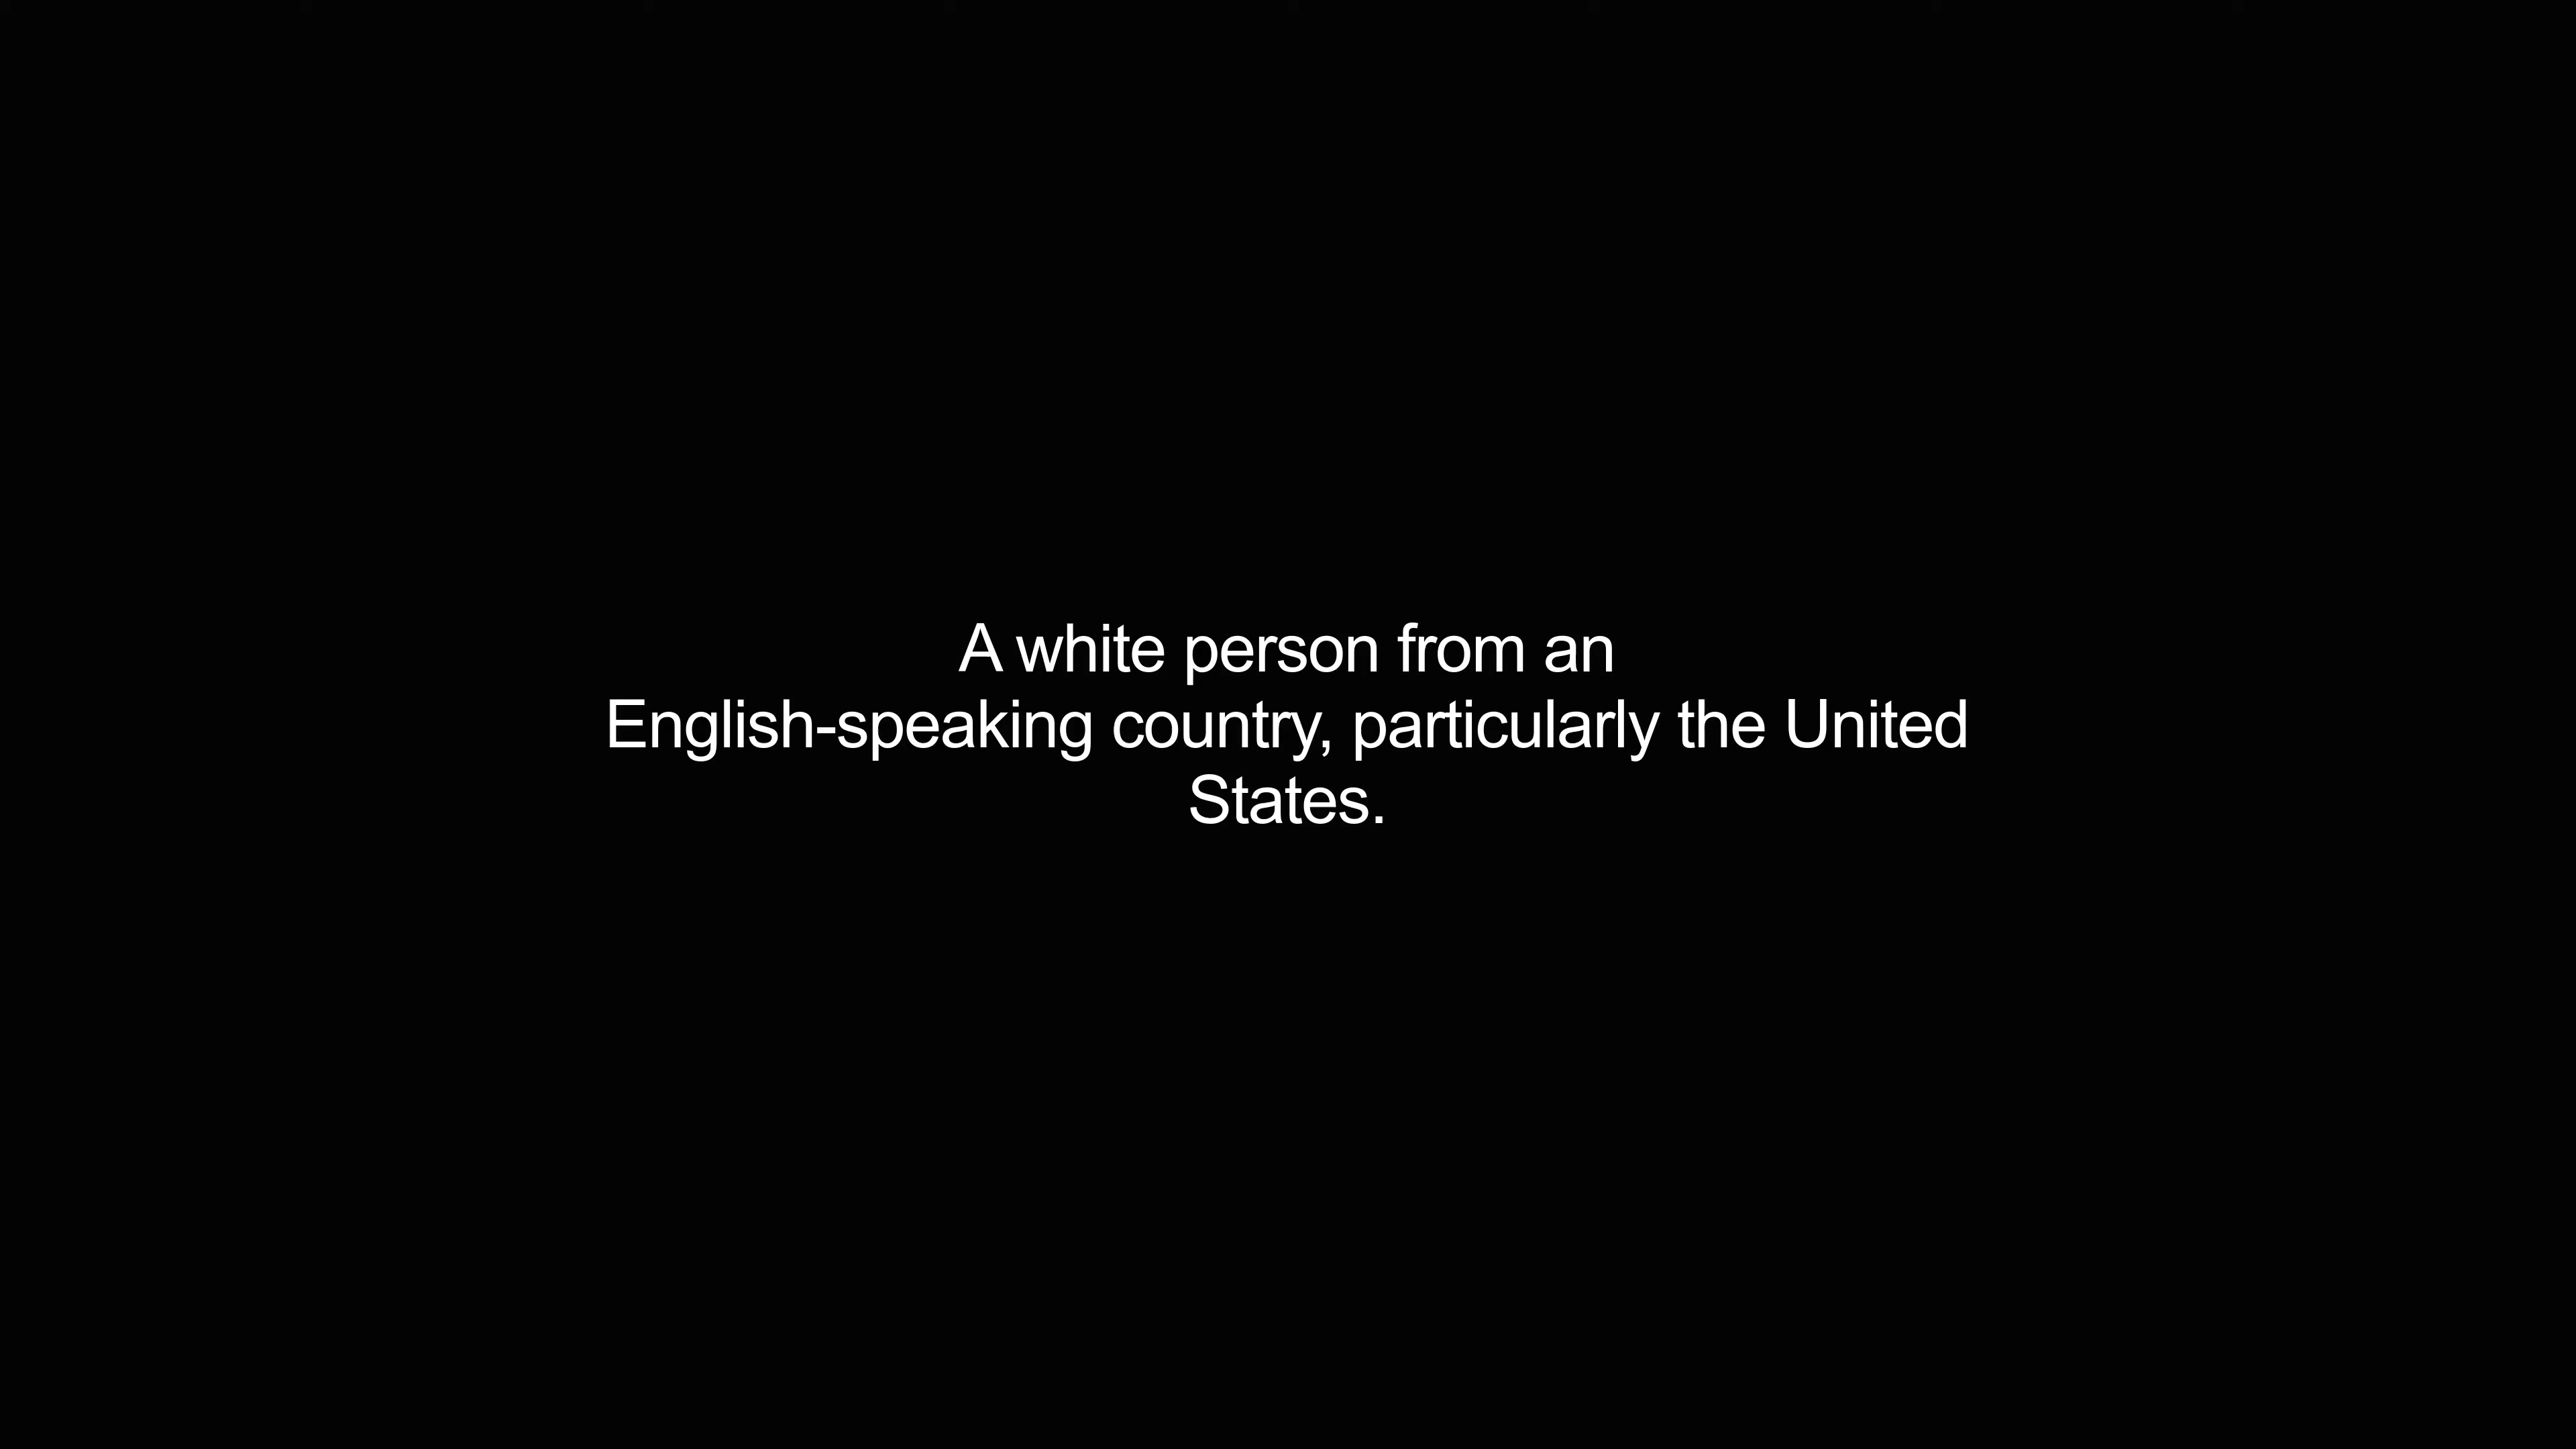 A white person from an
English-speaking country, particularly the United
States.